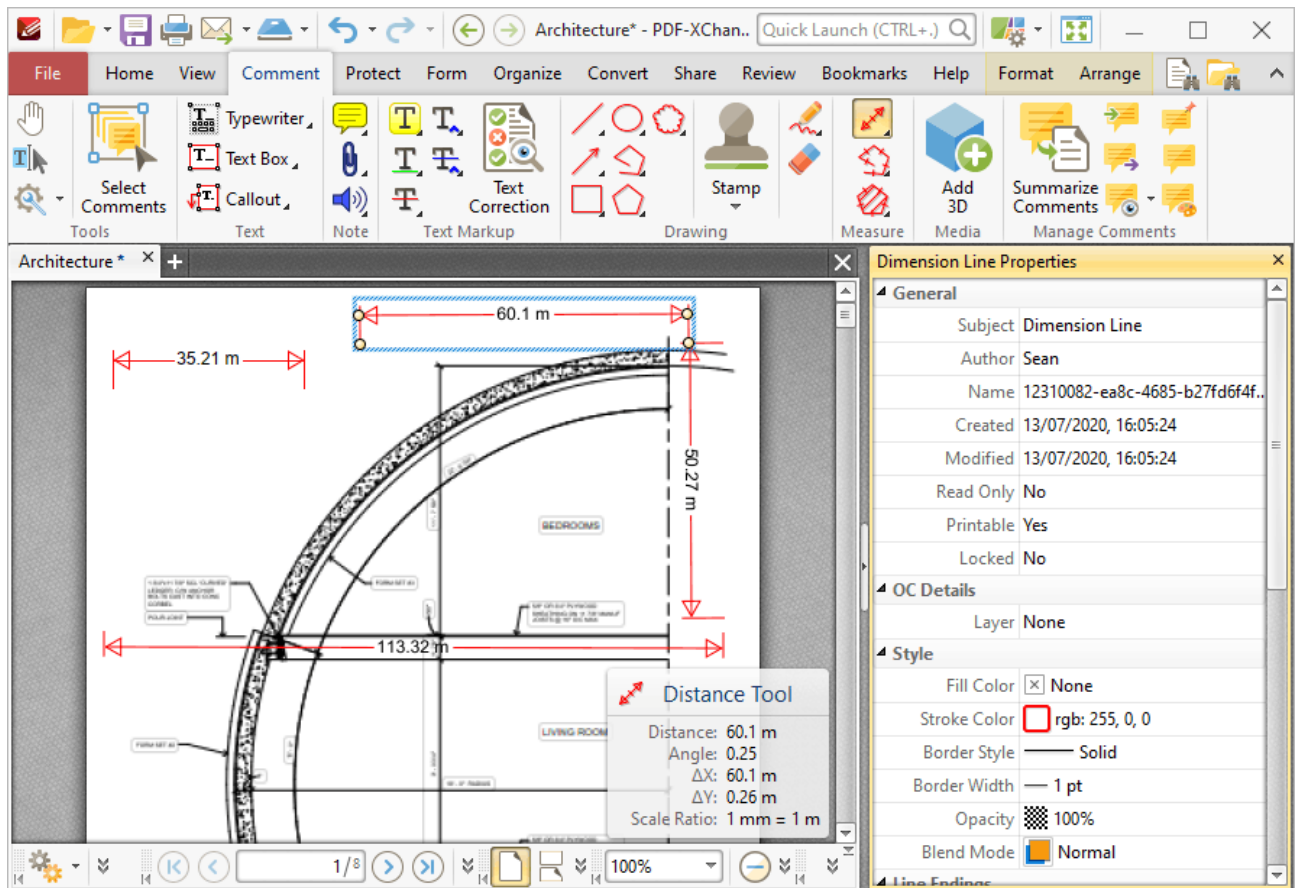 Architecture* - PDF-XChan..
Quick Launch (CTRL+.)
File Home View Comment Protect Form Organize Convert Share Review Bookmarks Help Format Arrange
Typewriter
Text Box
Callout
Select
Comments
Text
Correction
Stamp
Add
3D
Summarize
Comments
Tools Text Note Text Markup Drawing Measure Media Manage Comments
Architecture *
60.1 m
35.21 m
50.27 m
BEDROOMS
113.32 m
LIVING ROOM
Distance Tool
Distance: 60.1 m
Angle: 0.25
ΔX: 60.1 m
ΔY: 0.26 m
Scale Ratio: 1 mm = 1 m
1/8
100%
Dimension Line Properties
General
Subject Dimension Line
Author Sean
Name 12310082-ea8c-4685-b27fd6f4f..
Created 13/07/2020, 16:05:24
Modified 13/07/2020, 16:05:24
Read Only No
Printable Yes
Locked No
OC Details
Layer None
Style
Fill Color None
Stroke Color rgb: 255, 0, 0
Border Style Solid
Border Width 1 pt
Opacity 100%
Blend Mode Normal
Line Endings